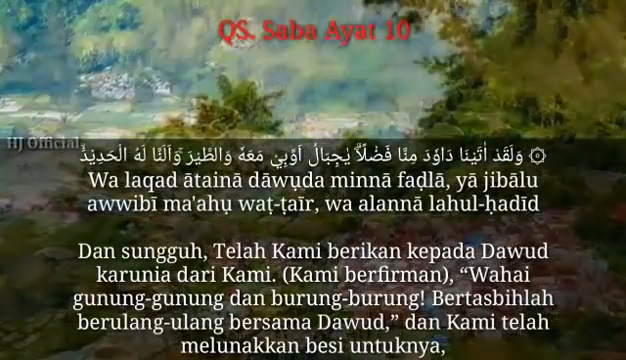 QS. Saba Ayat 10
HJ Official
۞ وَلَقَدْ اٰتَيْنَا دَاوٗدَ مِنَّا فَضْلًاۗ يٰجِبَالُ اَوِّبِيْ مَعَهٗ وَالطَّيْرَ ۚوَاَلَنَّا لَهُ الْحَدِيْدَۙ
Wa laqad ātainā dāwụda minnā faḍlā, yā jibālu
awwibī ma'ahụ waṭ-ṭaīr, wa alannā lahul-ḥadīd
Dan sungguh, Telah Kami berikan kepada Dawud
karunia dari Kami. (Kami berfirman), “Wahai
gunung-gunung dan burung-burung! Bertasbihlah
berulang-ulang bersama Dawud,” dan Kami telah
melunakkan besi untuknya,